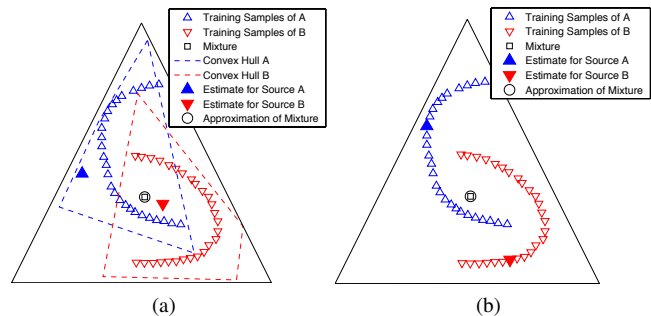 Training Samples of A
Training Samples of B
Mixture
Convex Hull A
Convex Hull B
Estimate for Source A
Estimate for Source B
Approximation of Mixture
(a)
Training Samples of A
Training Samples of B
Mixture
Estimate for Source A
Estimate for Source B
Approximation of Mixture
(b)